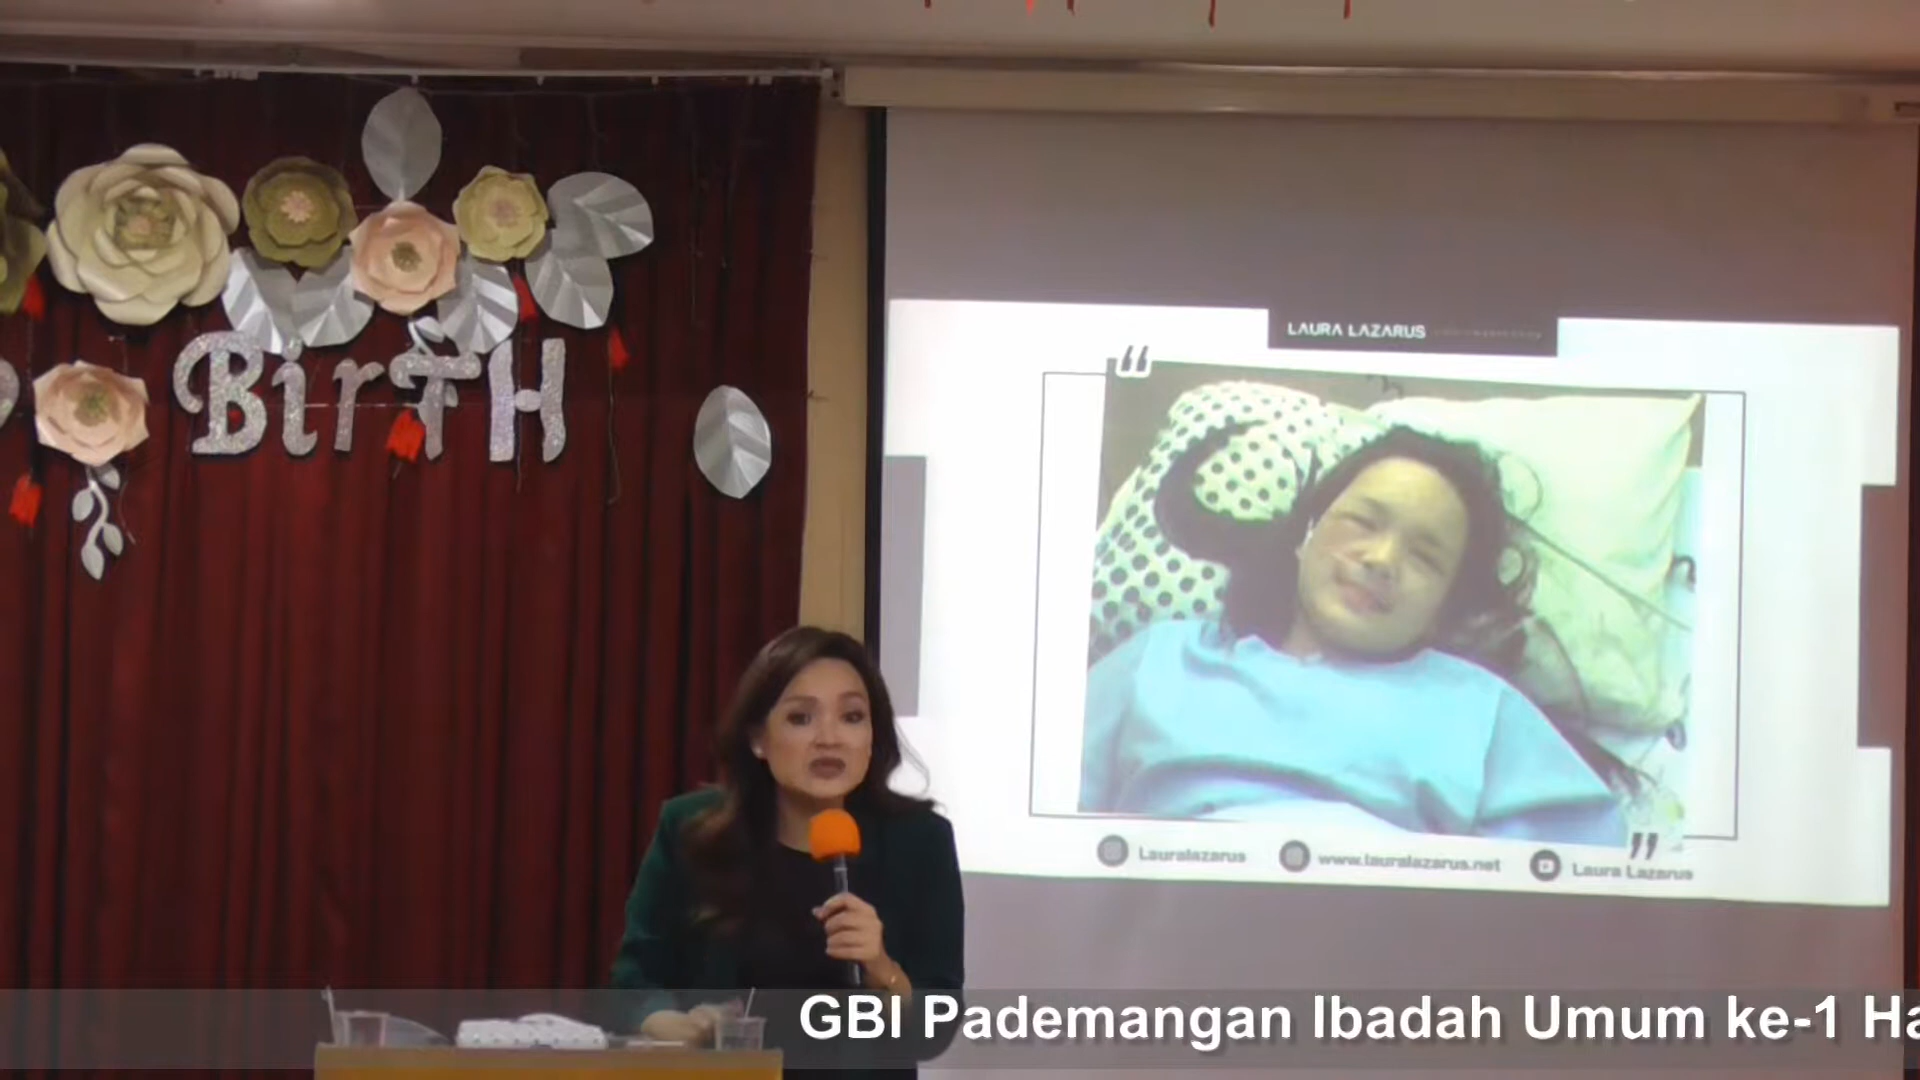 BirTH
LAURA LAZARUS
Lauralazarus
www.lauralazarus.net
Laura Lazarus
GBI Pademangan Ibadah Umum ke-1 Ha